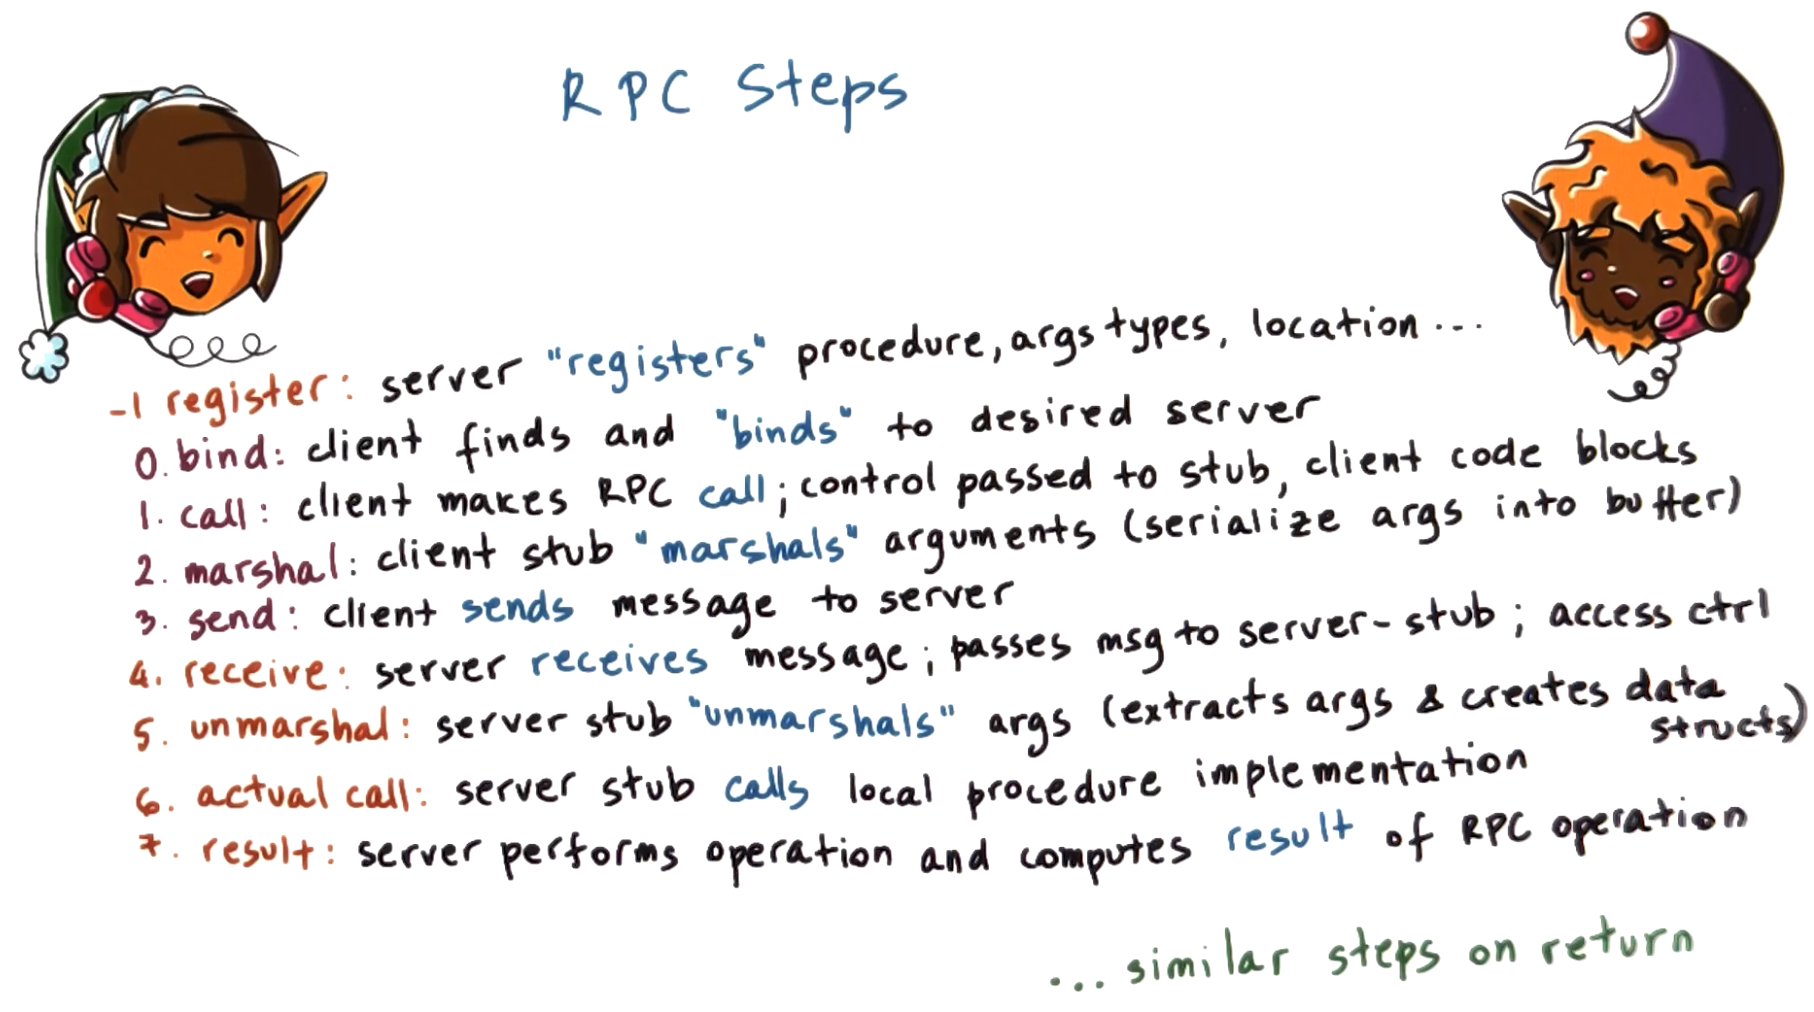 RPC Steps
-1 register: server "registers" procedure, args types, location ...
0. bind: client finds and "binds" to desired server
1. call: client makes RPC call; control passed to stub, client code blocks
2. marshal: client stub "marshals" arguments (serialize args into buffer)
3. send: client sends message to server
4. receive: server receives message; passes msg to server-stub; access ctrl
5. unmarshal: server stub "unmarshals" args (extracts args & creates data
structs)
6. actual call: server stub calls local procedure implementation
7. result: server performs operation and computes result of RPC operation
... similar steps on return